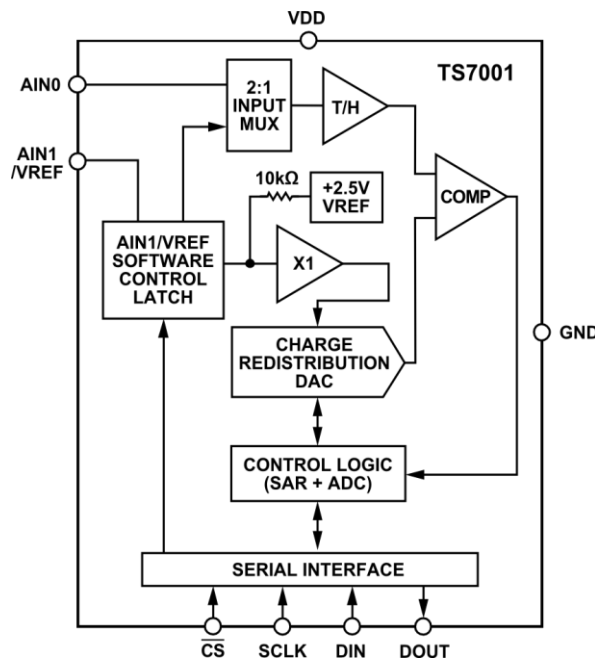 VDD
TS7001
AIN0
2:1
INPUT
MUX
T/H
AIN1
/VREF
10kΩ
+2.5V
VREF
COMP
AIN1/VREF
SOFTWARE
CONTROL
LATCH
X1
CHARGE
REDISTRIBUTION
DAC
GND
CONTROL LOGIC
(SAR + ADC)
SERIAL INTERFACE
CS
SCLK
DIN
DOUT